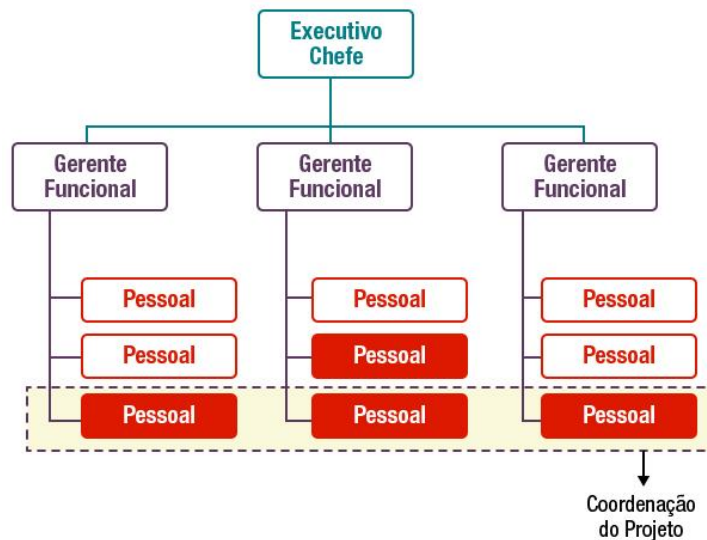 Executivo
Chefe
Gerente
Funcional
Gerente
Funcional
Gerente
Funcional
Pessoal
Pessoal
Pessoal
Pessoal
Pessoal
Pessoal
Pessoal
Pessoal
Pessoal
Coordenação
do Projeto